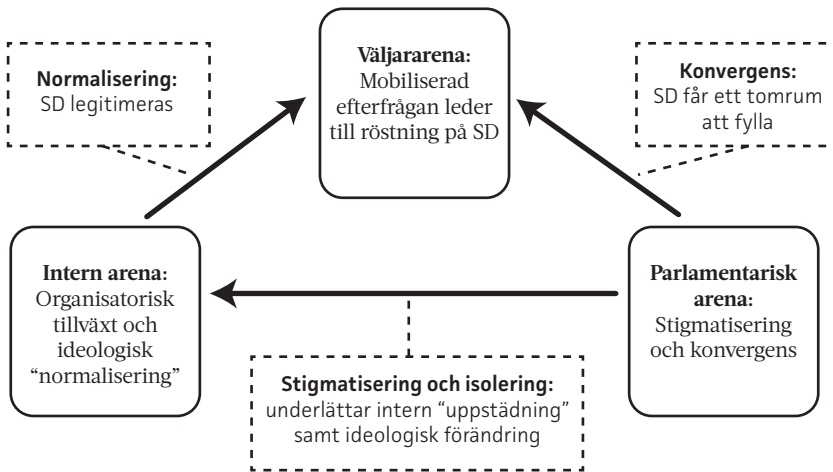 Normalisering:
SD legitimeras
Väljararena:
Mobiliserad
efterfrågan leder
till röstning på SD
Konvergens:
SD får ett tomrum
att fylla
Intern arena:
Organisatorisk
tillväxt och
ideologisk
“normalisering”
Parlamentarisk
arena:
Stigmatisering
och konvergens
Stigmatisering och isolering:
underlättar intern “uppstädning”
samt ideologisk förändring